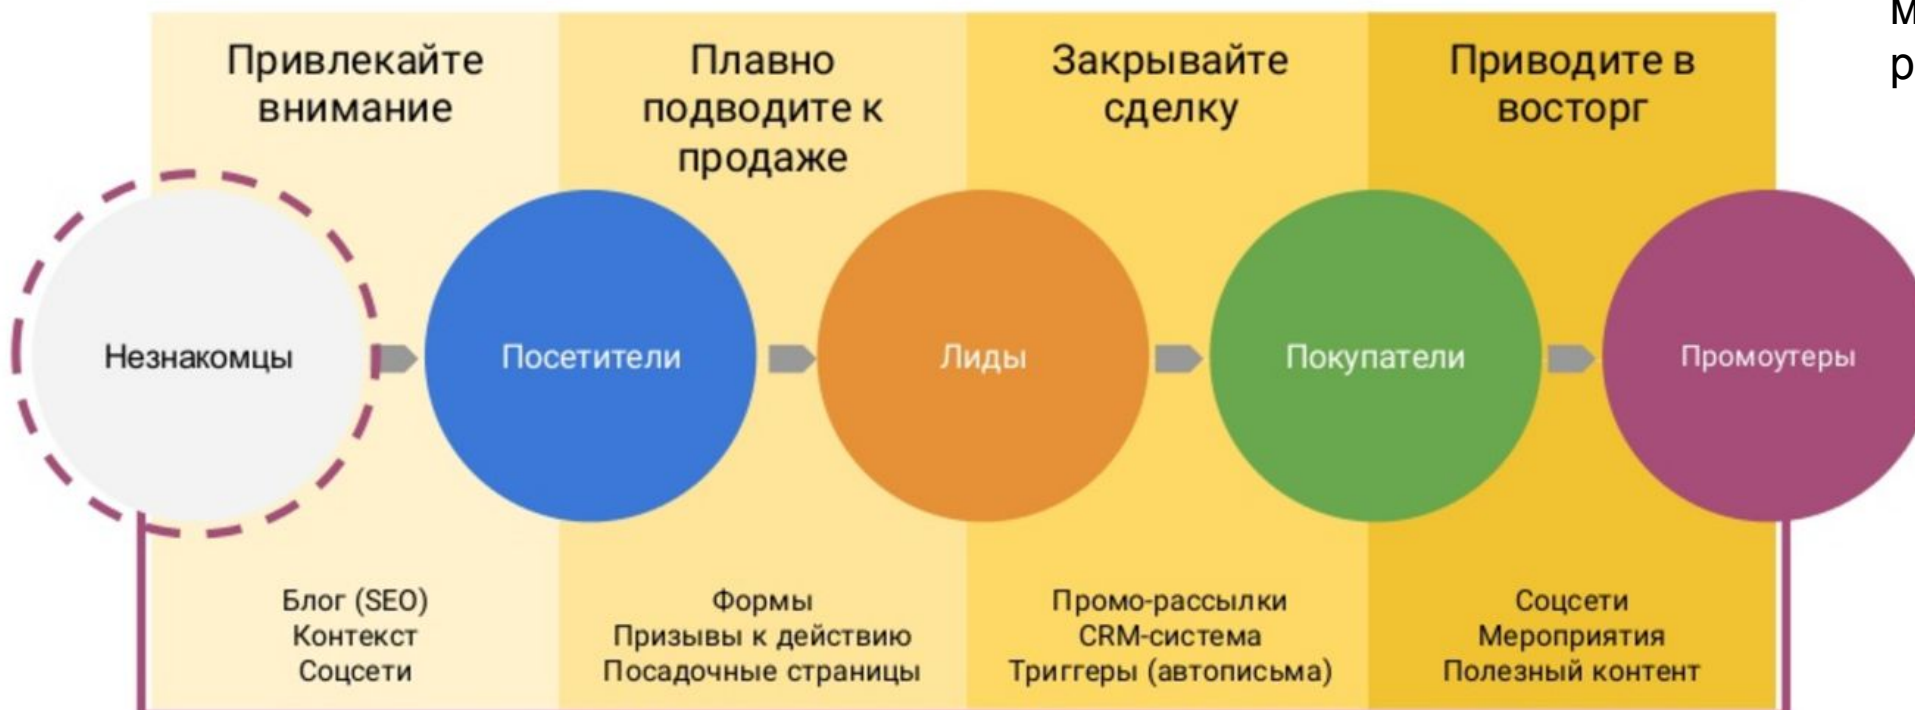 Привлекайте
внимание
Плавно
подводите к
продаже
Закрывайте
сделку
Приводите в
восторг
Незнакомцы
Посетители
Лиды
Покупатели
Промоутеры
Блог (SEO)
Контекст
Соцсети
Формы
Призывы к действию
Посадочные страницы
Промо-рассылки
CRM-система
Триггеры (автописьма)
Соцсети
Мероприятия
Полезный контент